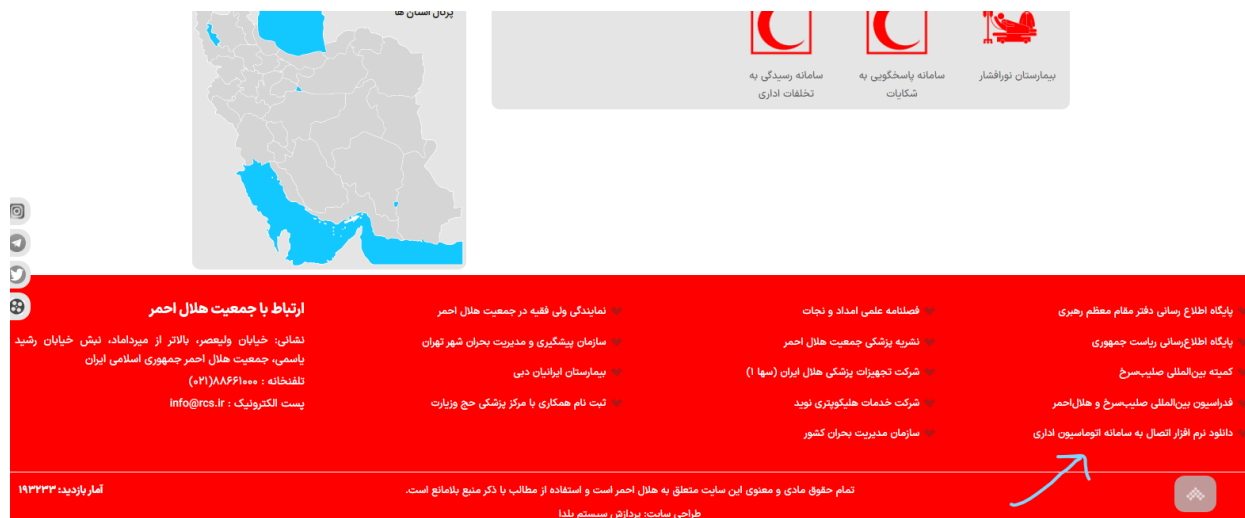 پرتال استان ها
بیمارستان نورافشار
سامانه پاسخگویی به
شکایات
سامانه رسیدگی به
تخلفات اداری
پایگاه اطلاع رسانی دفتر مقام معظم رهبری
پایگاه اطلاع‌رسانی ریاست جمهوری
کمیته بین‌المللی صلیب‌سرخ
فدراسیون بین‌المللی صلیب‌سرخ و هلال‌احمر
دانلود نرم افزار اتصال به سامانه اتوماسیون اداری
فصلنامه علمی امداد و نجات
نشریه پزشکی جمعیت هلال احمر
شرکت تجهیزات پزشکی هلال ایران (سها ۱)
شرکت خدمات هلیکوپتری نوید
سازمان مدیریت بحران کشور
نمایندگی ولی فقیه در جمعیت هلال احمر
سازمان پیشگیری و مدیریت بحران شهر تهران
بیمارستان ایرانیان دبی
ثبت نام همکاری با مرکز پزشکی حج وزیارت
ارتباط با جمعیت هلال احمر
نشانی: خیابان ولیعصر، بالاتر از میرداماد، نبش خیابان رشید
یاسمی، جمعیت هلال احمر جمهوری اسلامی ایران
تلفنخانه : ۸۸۶۶۱۰۰۰(۰۲۱)
پست الکترونیک : info@rcs.ir
تمام حقوق مادی و معنوی این سایت متعلق به هلال احمر است و استفاده از مطالب با ذکر منبع بلامانع است.
آمار بازدید: ۱۹۳۲۳۳
طراحی سایت: پردازش سیستم یلدا